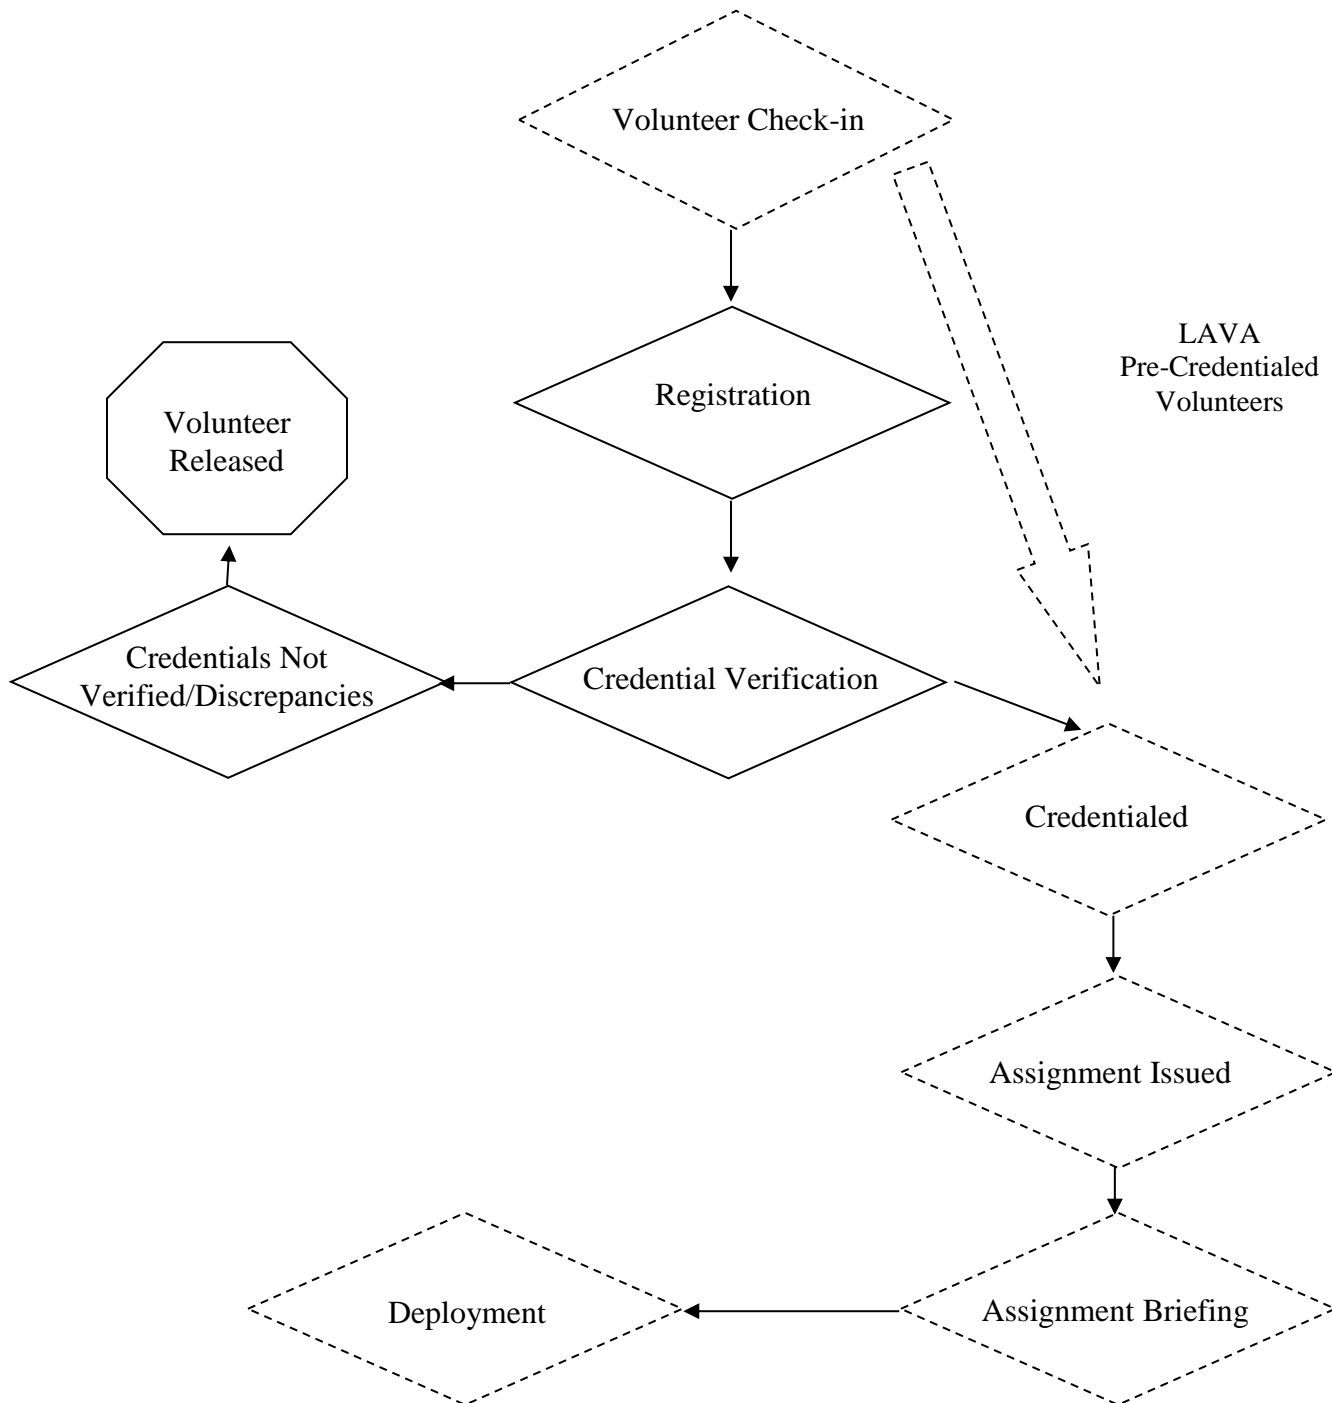 Volunteer Check-in
LAVA
Pre-Credentialed
Volunteers
Registration
Volunteer
Released
Credentials Not
Verified/Discrepancies
Credential Verification
Credentialed
Assignment Issued
Deployment
Assignment Briefing